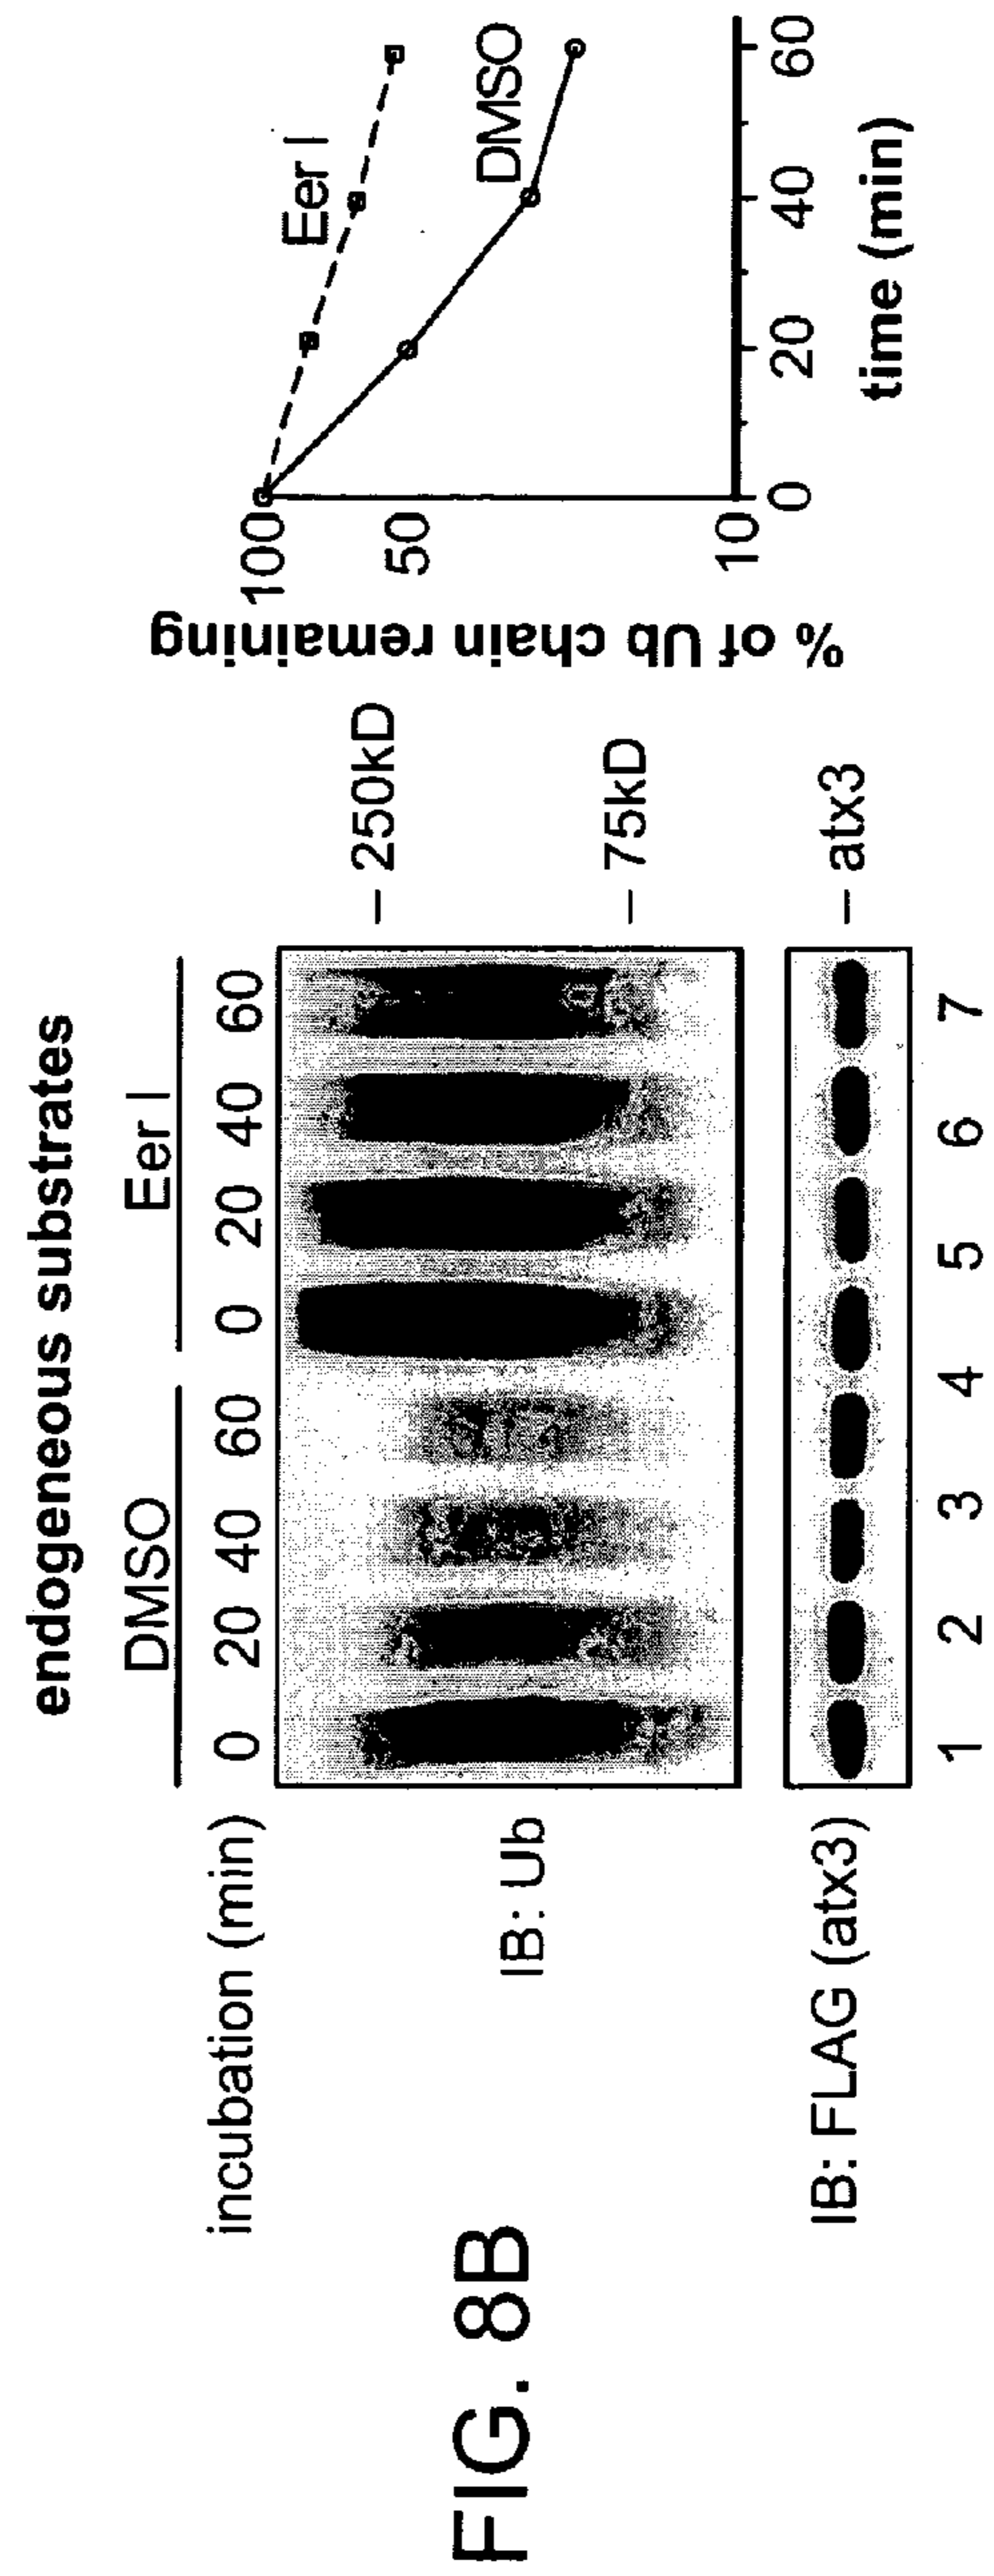 FIG. 8B
endogeneous substrates
DMSO Eer I
incubation (min) 0 20 40 60 0 20 40 60
IB: Ub
– 250kD
– 75kD
IB: FLAG (atx3)
– atx3
1 2 3 4 5 6 7
% of Ub chain remaining
100
50
10
Eer I
DMSO
0 20 40 60
time (min)